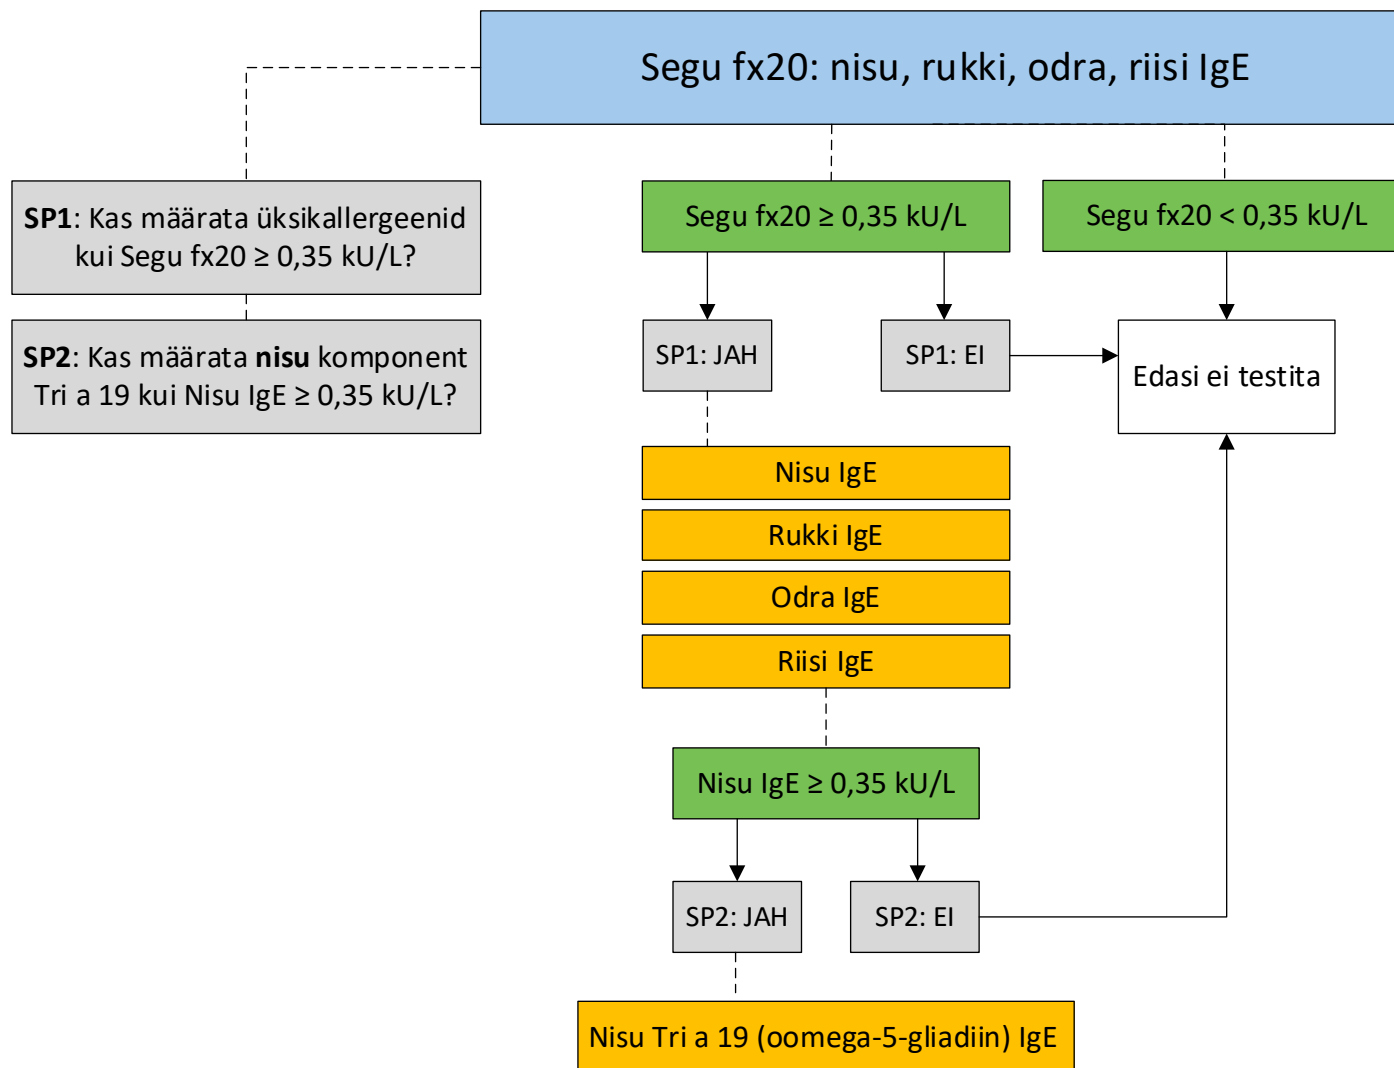 Segu fx20: nisu, rukki, odra, riisi IgE
SP1: Kas määrata üksikallergeenid
kui Segu fx20 ≥ 0,35 kU/L?
SP2: Kas määrata nisu komponent
Tri a 19 kui Nisu IgE ≥ 0,35 kU/L?
Segu fx20 ≥ 0,35 kU/L
Segu fx20 < 0,35 kU/L
SP1: JAH
SP1: EI
Edasi ei testita
Nisu IgE
Rukki IgE
Odra IgE
Riisi IgE
Nisu IgE ≥ 0,35 kU/L
SP2: JAH
SP2: EI
Nisu Tri a 19 (oomega-5-gliadiin) IgE